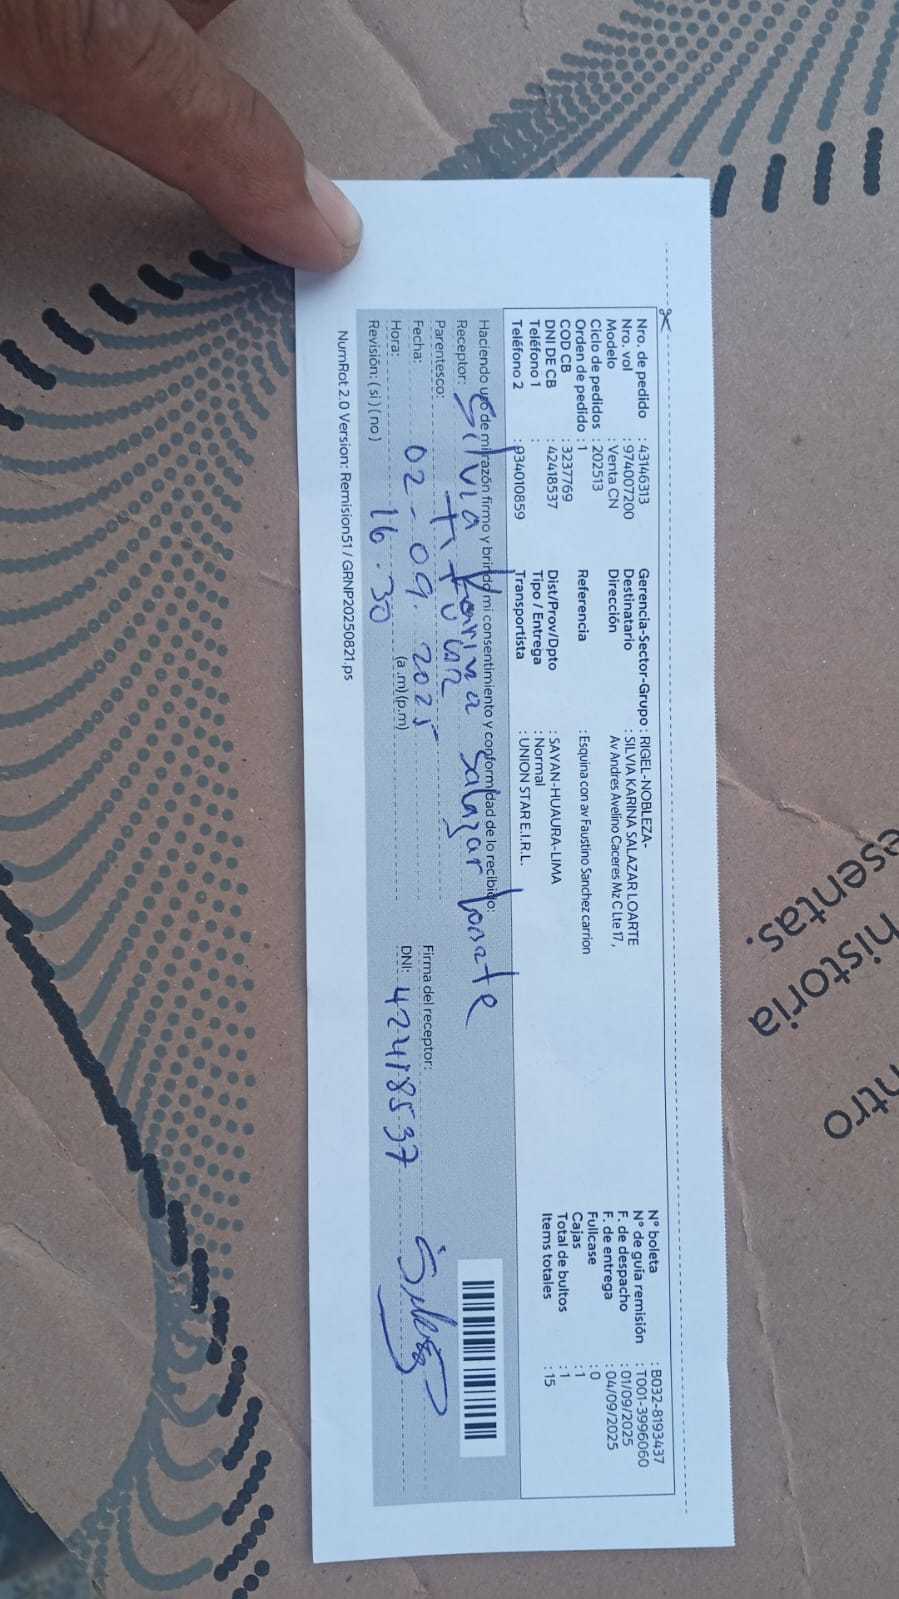 Nro. de pedido : 43146313
Nro. vol : 974007200
Modelo : Venta CN
Ciclo de pedidos : 202513
Orden de pedido : 1
COD CB : 3237769
DNI DE CB : 42418537
Teléfono 1 :
Teléfono 2 : 934010859
Gerencia-Sector-Grupo : RIGEL-NOBLEZA-
Destinatario : SILVIA KARINA SALAZAR LOARTE
Dirección Av Andres Avelino Caceres Mz C Lte 17,
Referencia : Esquina con av Faustino Sanchez carrion
Dist/Prov/Dpto : SAYAN-HUAURA-LIMA
Tipo / Entrega : Normal
Transportista : UNION STAR E.I.R.L.
N° boleta : B032-8193437
N° de guía remisión : T001-3996060
F. de despacho : 01/09/2025
F. de entrega : 04/09/2025
Fullcase : 0
Cajas : 1
Total de bultos : 1
Items totales : 15
Haciendo uso de mi razón firmo y brindo mi consentimiento y conformidad de lo recibido:
Receptor: Silvia Karina Salazar Loarte
Parentesco: titular
Fecha: 02-09.2025
Hora: 16.30 (a.m)(p.m)
Revisión: (si)(no)
Firma del receptor:
DNI: 42418537
NumRot 2.0 Version: Remision51 / GRNP20250821.ps
esentas.
historia
ntro